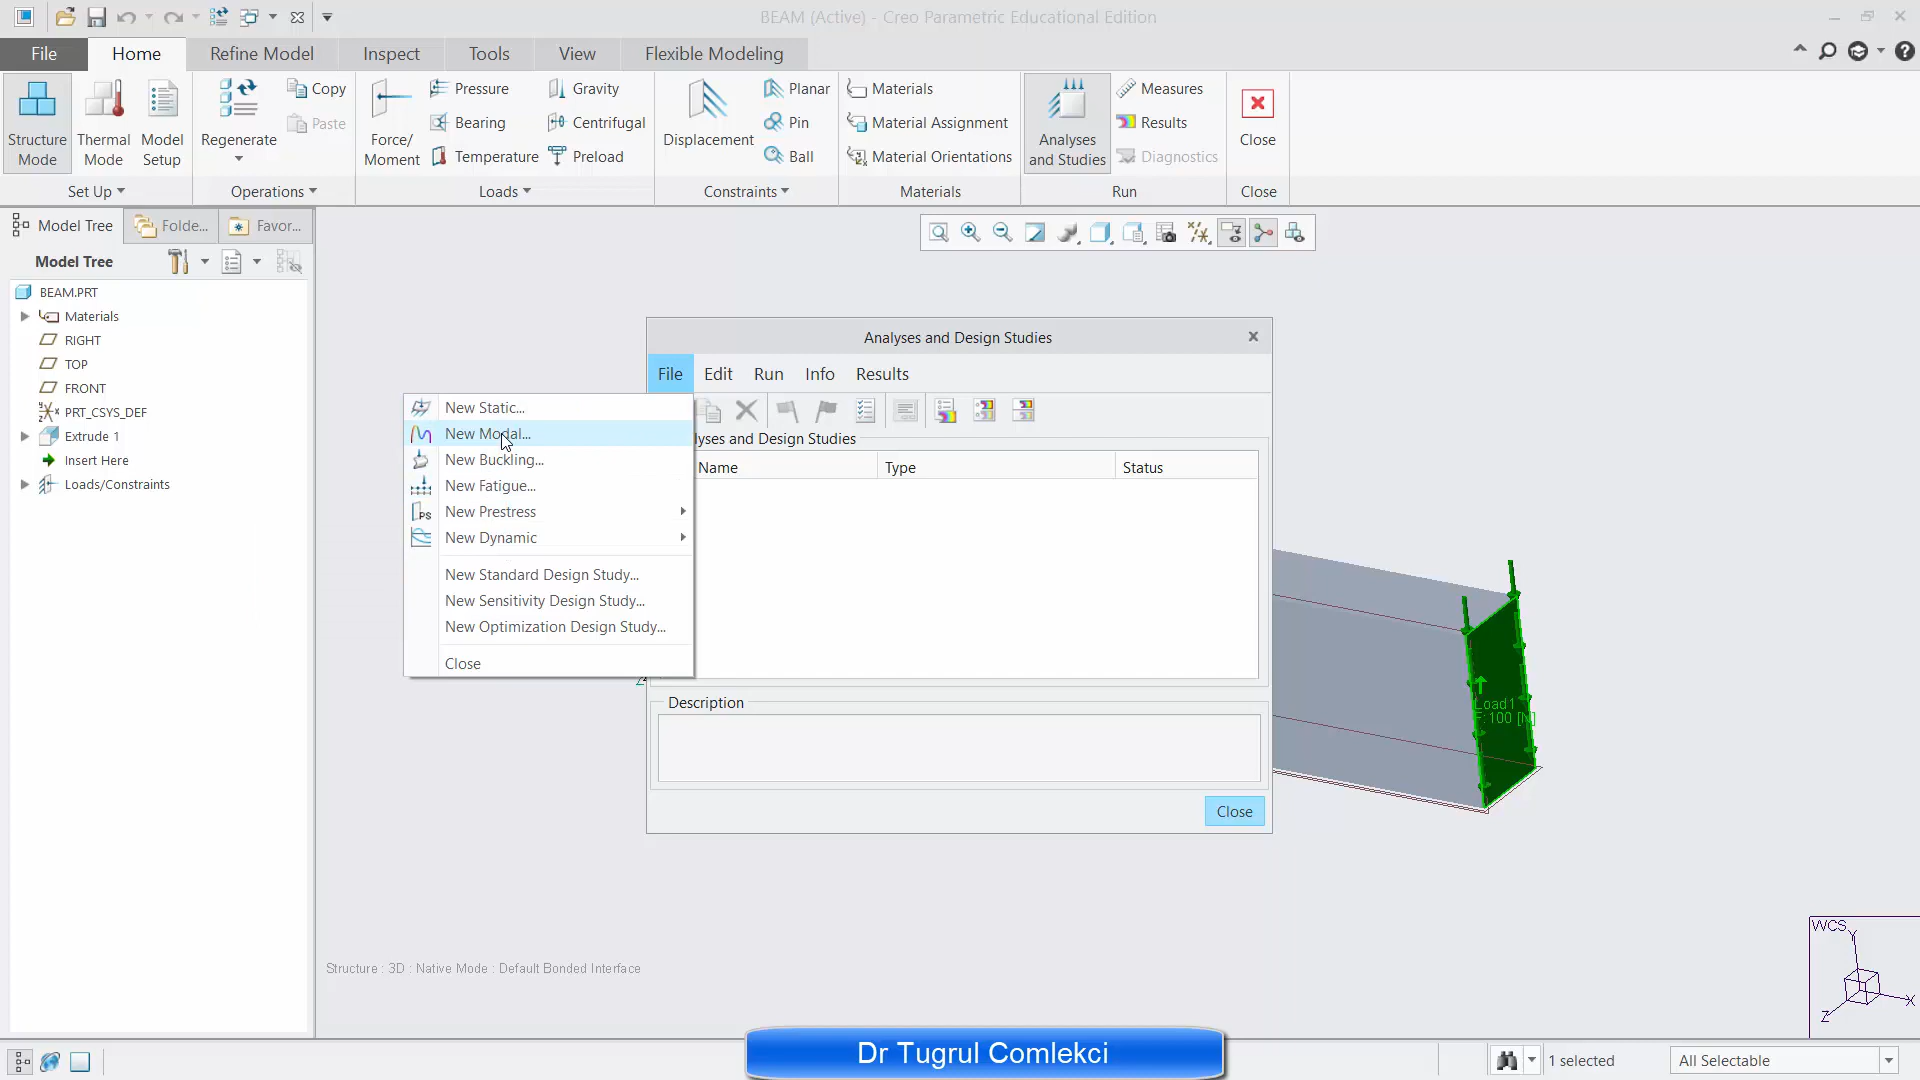 BEAM (Active) - Creo Parametric Educational Edition
File Home Refine Model Inspect Tools View Flexible Modeling
Structure Mode
Thermal Mode
Model Setup
Set Up
Regenerate
Copy
Paste
Operations
Force/ Moment
Pressure
Bearing
Temperature
Gravity
Centrifugal
Preload
Loads
Displacement
Planar
Pin
Ball
Constraints
Materials
Material Assignment
Material Orientations
Materials
Analyses and Studies
Measures
Results
Diagnostics
Run
Close
Close
Model Tree Folde... Favor...
Model Tree
BEAM.PRT
Materials
RIGHT
TOP
FRONT
PRT_CSYS_DEF
Extrude 1
Insert Here
Loads/Constraints
Analyses and Design Studies
File Edit Run Info Results
New Static...
New Modal...
New Buckling...
New Fatigue...
New Prestress
New Dynamic
New Standard Design Study...
New Sensitivity Design Study...
New Optimization Design Study...
Close
lyses and Design Studies
Name Type Status
Description
Close
Load1
F:100 [N]
Structure : 3D : Native Mode : Default Bonded Interface
WCS
Y
X
Z
Dr Tugrul Comlekci
1 selected
All Selectable